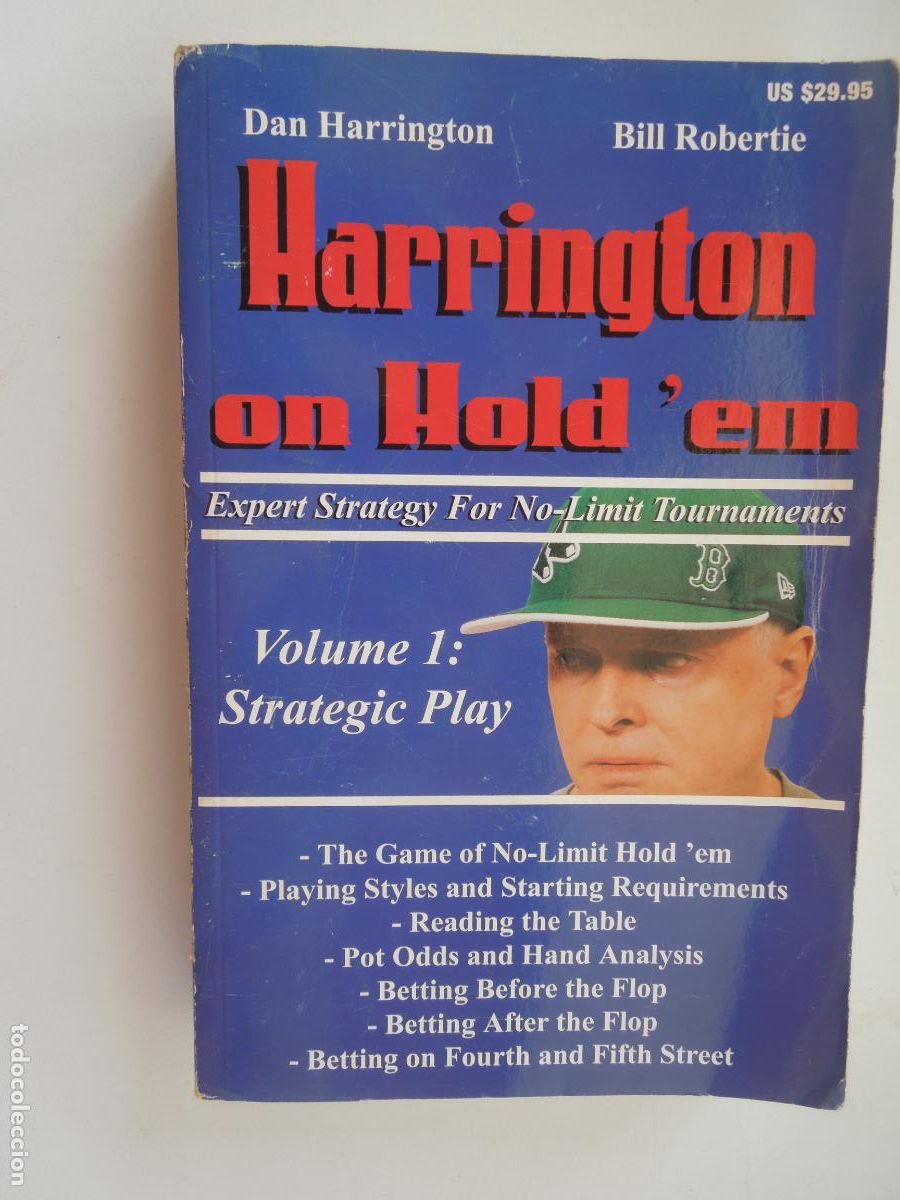 US $29.95
Dan Harrington Bill Robertie
Harrington
on Hold 'em
Expert Strategy For No-Limit Tournaments
B
Volume 1:
Strategic Play
- The Game of No-Limit Hold 'em
- Playing Styles and Starting Requirements
- Reading the Table
- Pot Odds and Hand Analysis
- Betting Before the Flop
- Betting After the Flop
- Betting on Fourth and Fifth Street
todocoleccion